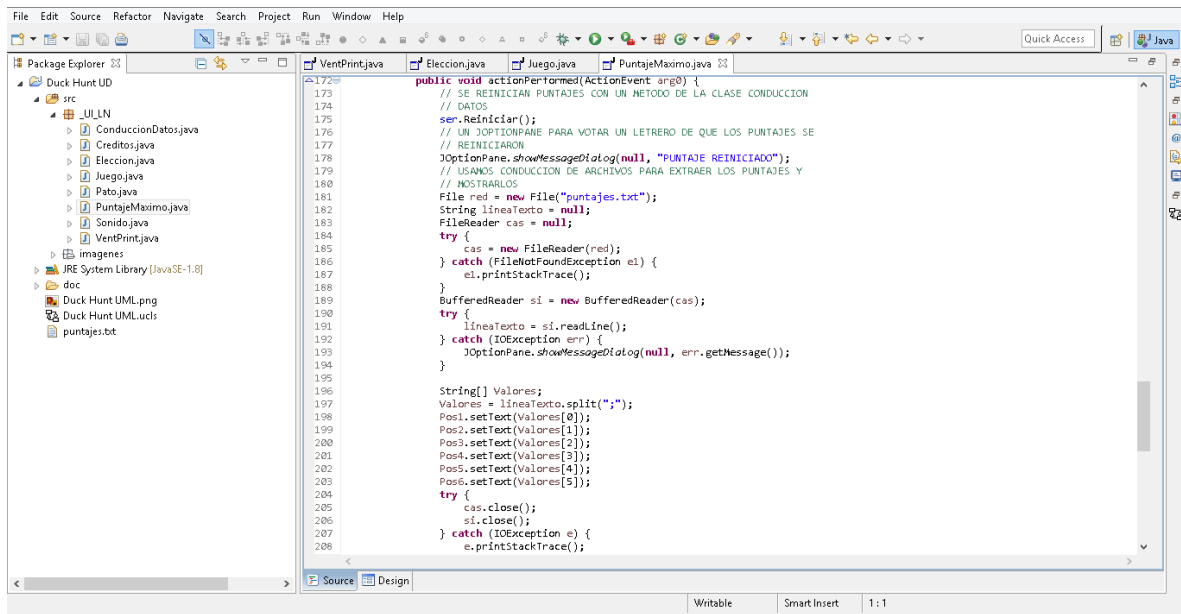 File Edit Source Refactor Navigate Search Project Run Window Help
Quick Access
Java
Package Explorer
VentPrint.java
Eleccion.java
Juego.java
PuntajeMaximo.java
Duck Hunt UD
src
_UI_LN
ConduccionDatos.java
Creditos.java
Eleccion.java
Juego.java
Pato.java
PuntajeMaximo.java
Sonido.java
VentPrint.java
imagenes
JRE System Library [JavaSE-1.8]
doc
Duck Hunt UML.png
Duck Hunt UML.ucls
puntajes.txt
172 public void actionPerformed(ActionEvent arg0) {
173 // SE REINICIAN PUNTAJES CON UN METODO DE LA CLASE CONDUCCION
174 // DATOS
175 ser.Reiniciar();
176 // UN JOPTIONPANE PARA VOTAR UN LETRERO DE QUE LOS PUNTAJES SE
177 // REINICIARON
178 JOptionPane.showMessageDialog(null, "PUNTAJE REINICIADO");
179 // USAMOS CONDUCCION DE ARCHIVOS PARA EXTRAER LOS PUNTAJES Y
180 // MOSTRARLOS
181 File red = new File("puntajes.txt");
182 String lineaTexto = null;
183 FileReader cas = null;
184 try {
185 cas = new FileReader(red);
186 } catch (FileNotFoundException e1) {
187 e1.printStackTrace();
188 }
189 BufferedReader si = new BufferedReader(cas);
190 try {
191 lineaTexto = si.readLine();
192 } catch (IOException err) {
193 JOptionPane.showMessageDialog(null, err.getMessage());
194 }
195
196 String[] Valores;
197 Valores = lineaTexto.split(";");
198 Pos1.setText(Valores[0]);
199 Pos2.setText(Valores[1]);
200 Pos3.setText(Valores[2]);
201 Pos4.setText(Valores[3]);
202 Pos5.setText(Valores[4]);
203 Pos6.setText(Valores[5]);
204 try {
205 cas.close();
206 si.close();
207 } catch (IOException e) {
208 e.printStackTrace();
Source Design
Writable Smart Insert 1 : 1